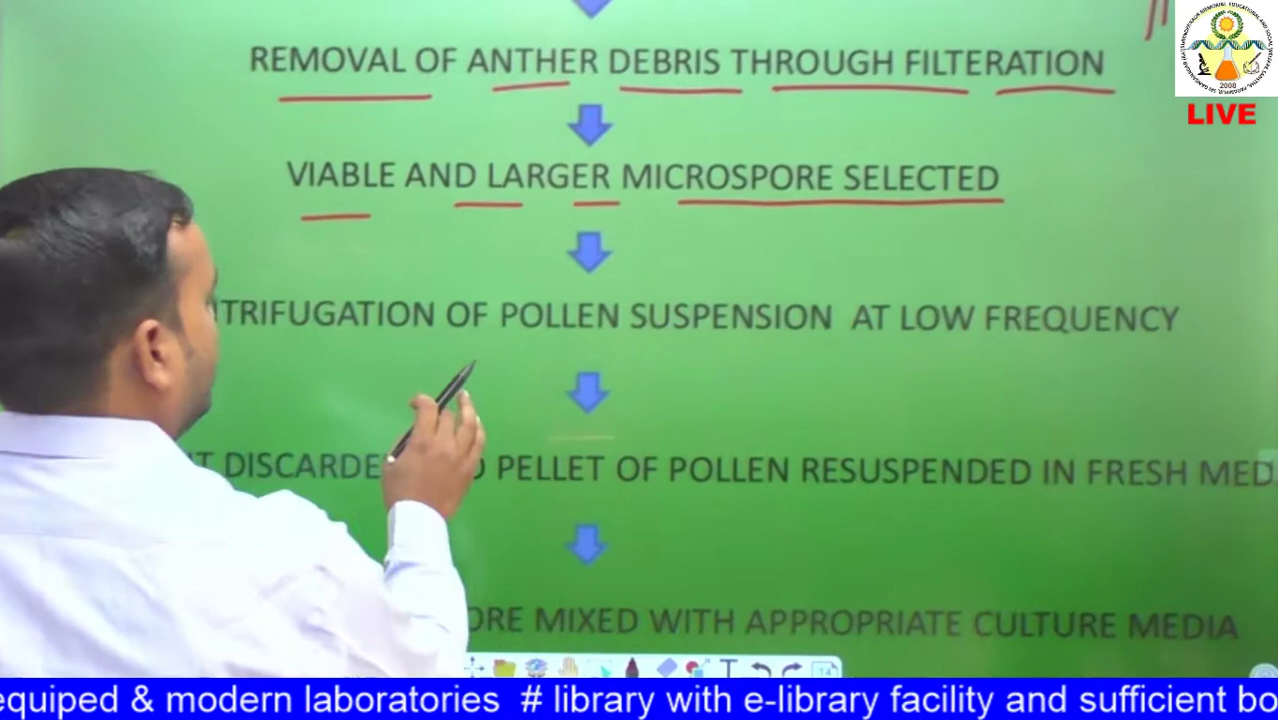 REMOVAL OF ANTHER DEBRIS THROUGH FILTERATION
LIVE
VIABLE AND LARGER MICROSPORE SELECTED
TRIFUGATION OF POLLEN SUSPENSION AT LOW FREQUENCY
T DISCARDE PELLET OF POLLEN RESUSPENDED IN FRESH MED
ORE MIXED WITH APPROPRIATE CULTURE MEDIA
equiped & modern laboratories # library with e-library facility and sufficient bo
2008